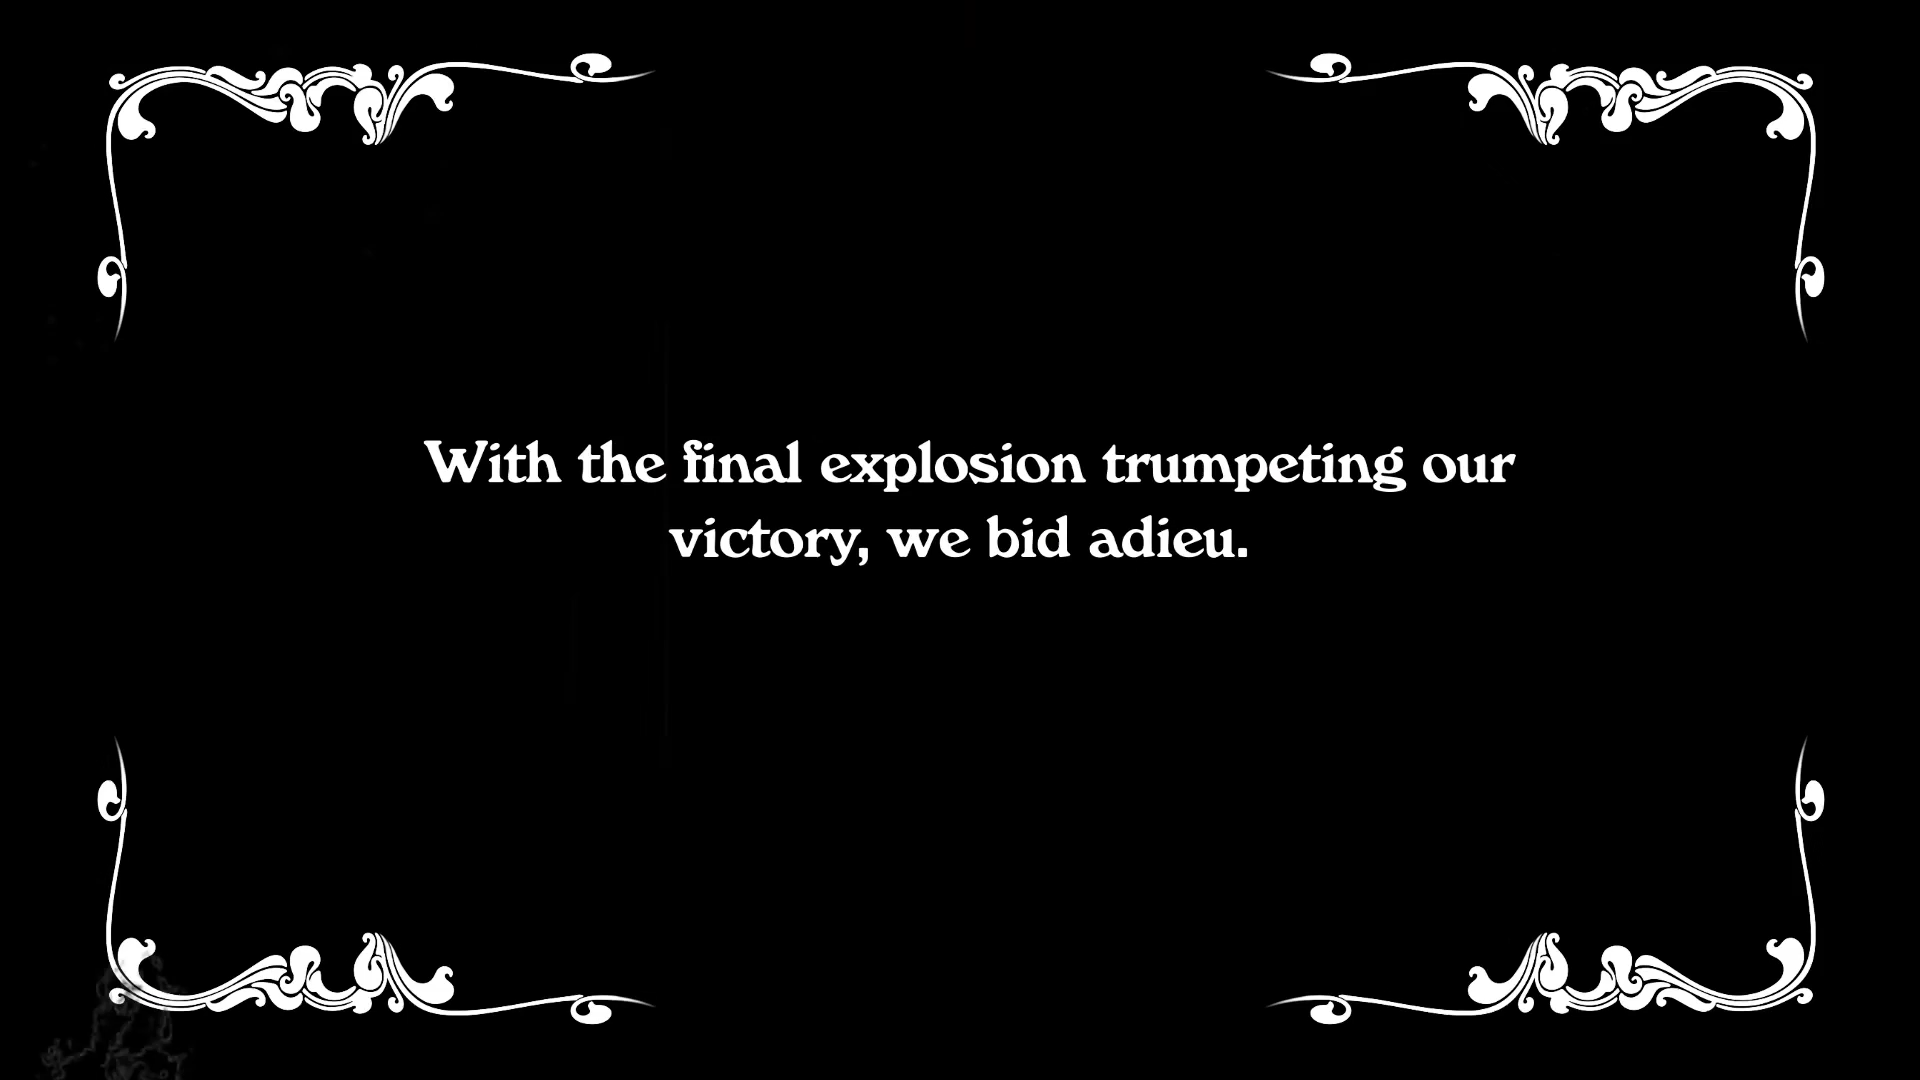 With the final explosion trumpeting our
victory, we bid adieu.